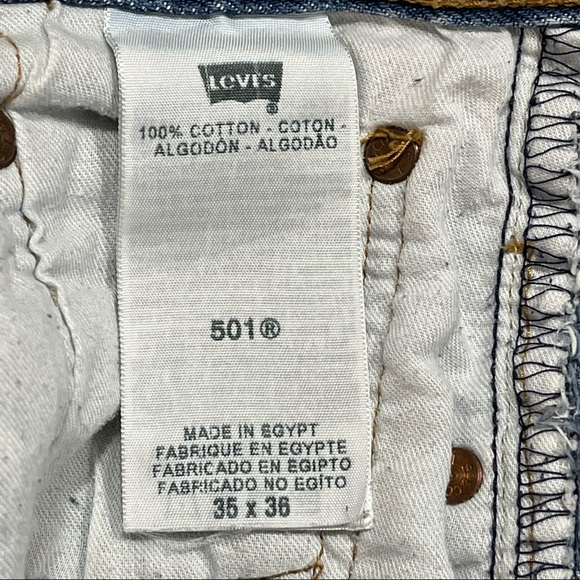 Levi's
100% COTTON - COTON -
ALGODÓN - ALGODÃO
501®
MADE IN EGYPT
FABRIQUE EN EGYPTE
FABRICADO EN EGIPTO
FABRICADO NO EGÍTO
35 x 36